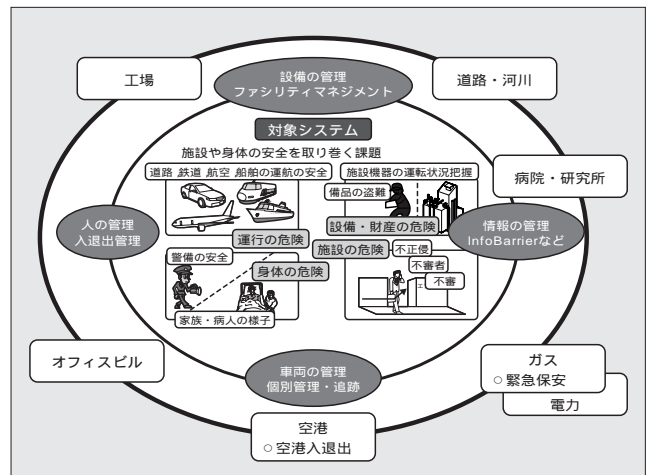 工場
設備の管理
ファシリティマネジメント
道路・河川
対象システム
施設や身体の安全を取り巻く課題
道路,鉄道,航空,船舶の運航の安全
施設機器の運転状況把握
備品の盗難
病院・研究所
人の管理
入退出管理
設備・財産の危険
情報の管理
InfoBarrierなど
運行の危険
施設の危険
不正侵
警備の安全
不審者
身体の危険
不審
家族・病人の様子
オフィスビル
車両の管理
個別管理・追跡
ガス
○緊急保安
電力
空港
○空港入退出